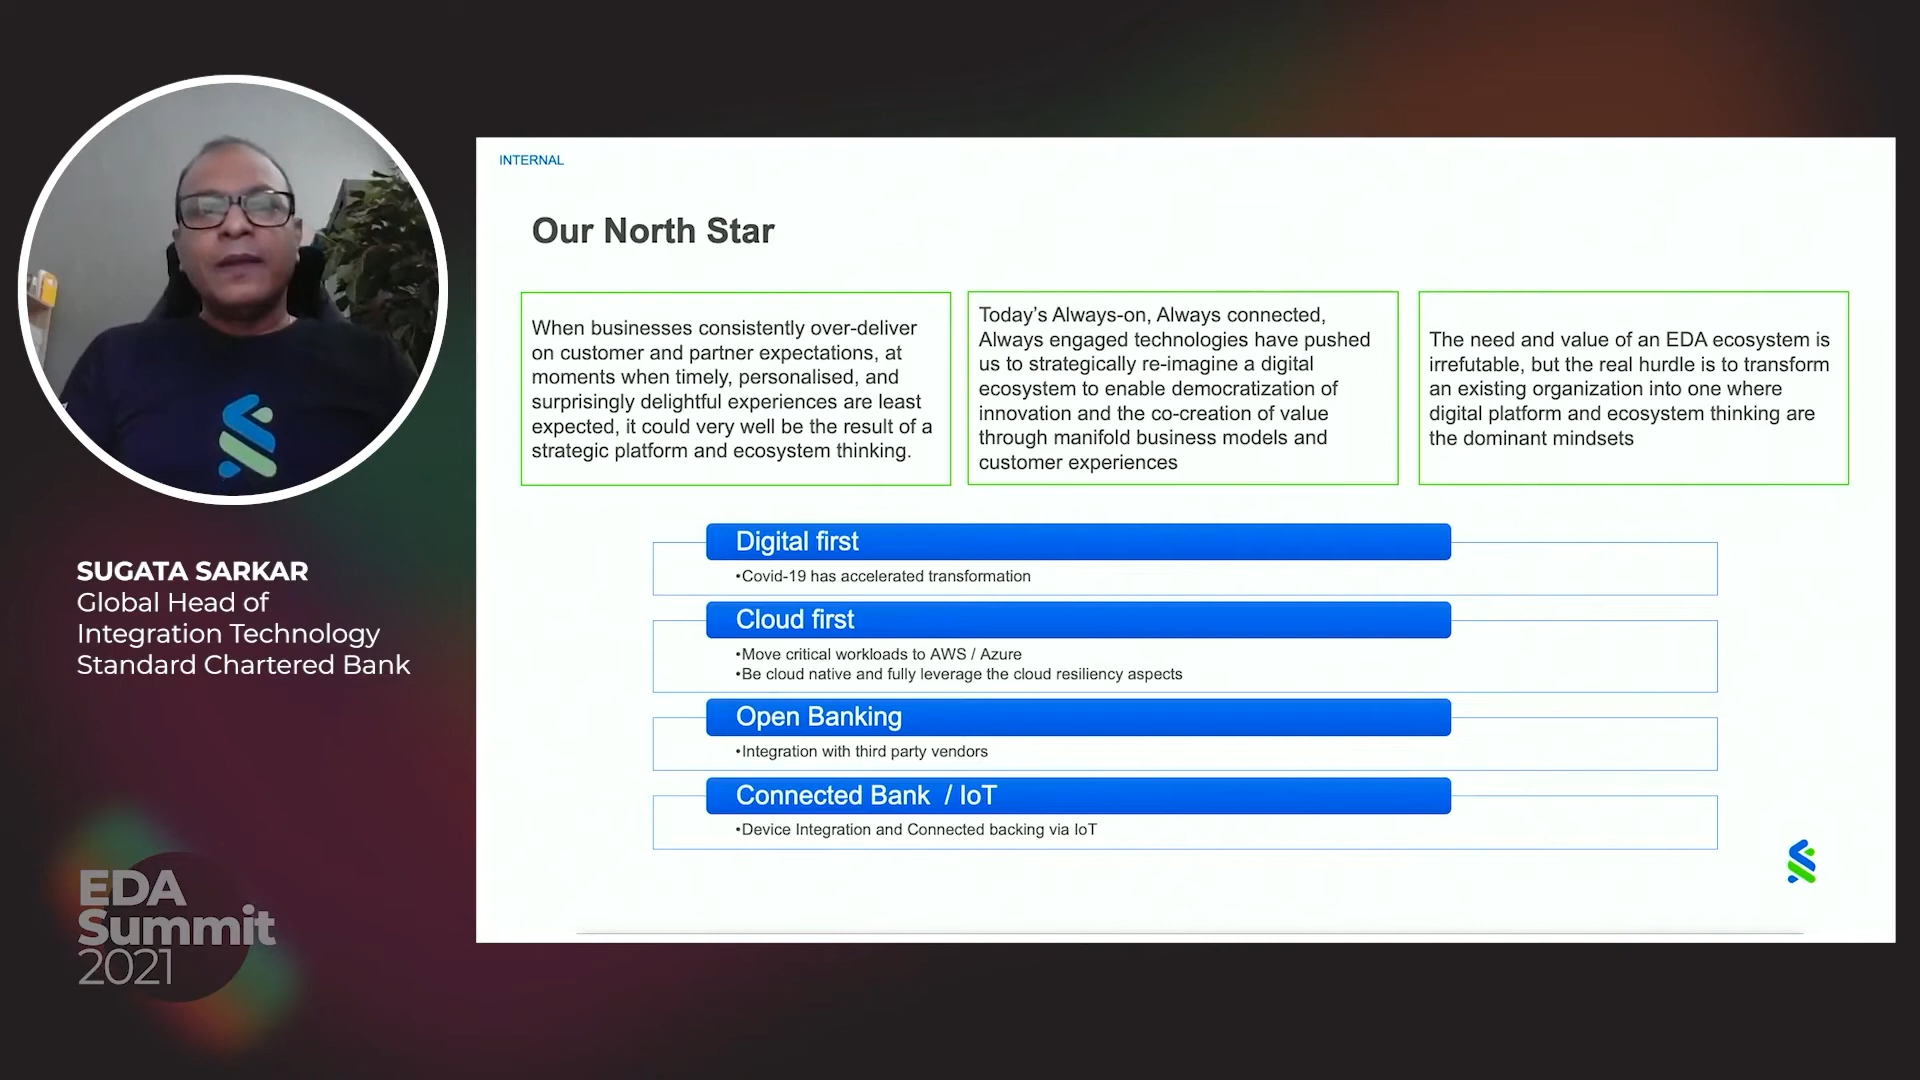 INTERNAL
Our North Star
When businesses consistently over-deliver
on customer and partner expectations, at
moments when timely, personalised, and
surprisingly delightful experiences are least
expected, it could very well be the result of a
strategic platform and ecosystem thinking.
Today's Always-on, Always connected,
Always engaged technologies have pushed
us to strategically re-imagine a digital
ecosystem to enable democratization of
innovation and the co-creation of value
through manifold business models and
customer experiences
The need and value of an EDA ecosystem is
irrefutable, but the real hurdle is to transform
an existing organization into one where
digital platform and ecosystem thinking are
the dominant mindsets
Digital first
•Covid-19 has accelerated transformation
Cloud first
•Move critical workloads to AWS / Azure
•Be cloud native and fully leverage the cloud resiliency aspects
Open Banking
•Integration with third party vendors
Connected Bank / IoT
•Device Integration and Connected backing via IoT
SUGATA SARKAR
Global Head of
Integration Technology
Standard Chartered Bank
EDA
Summit
2021